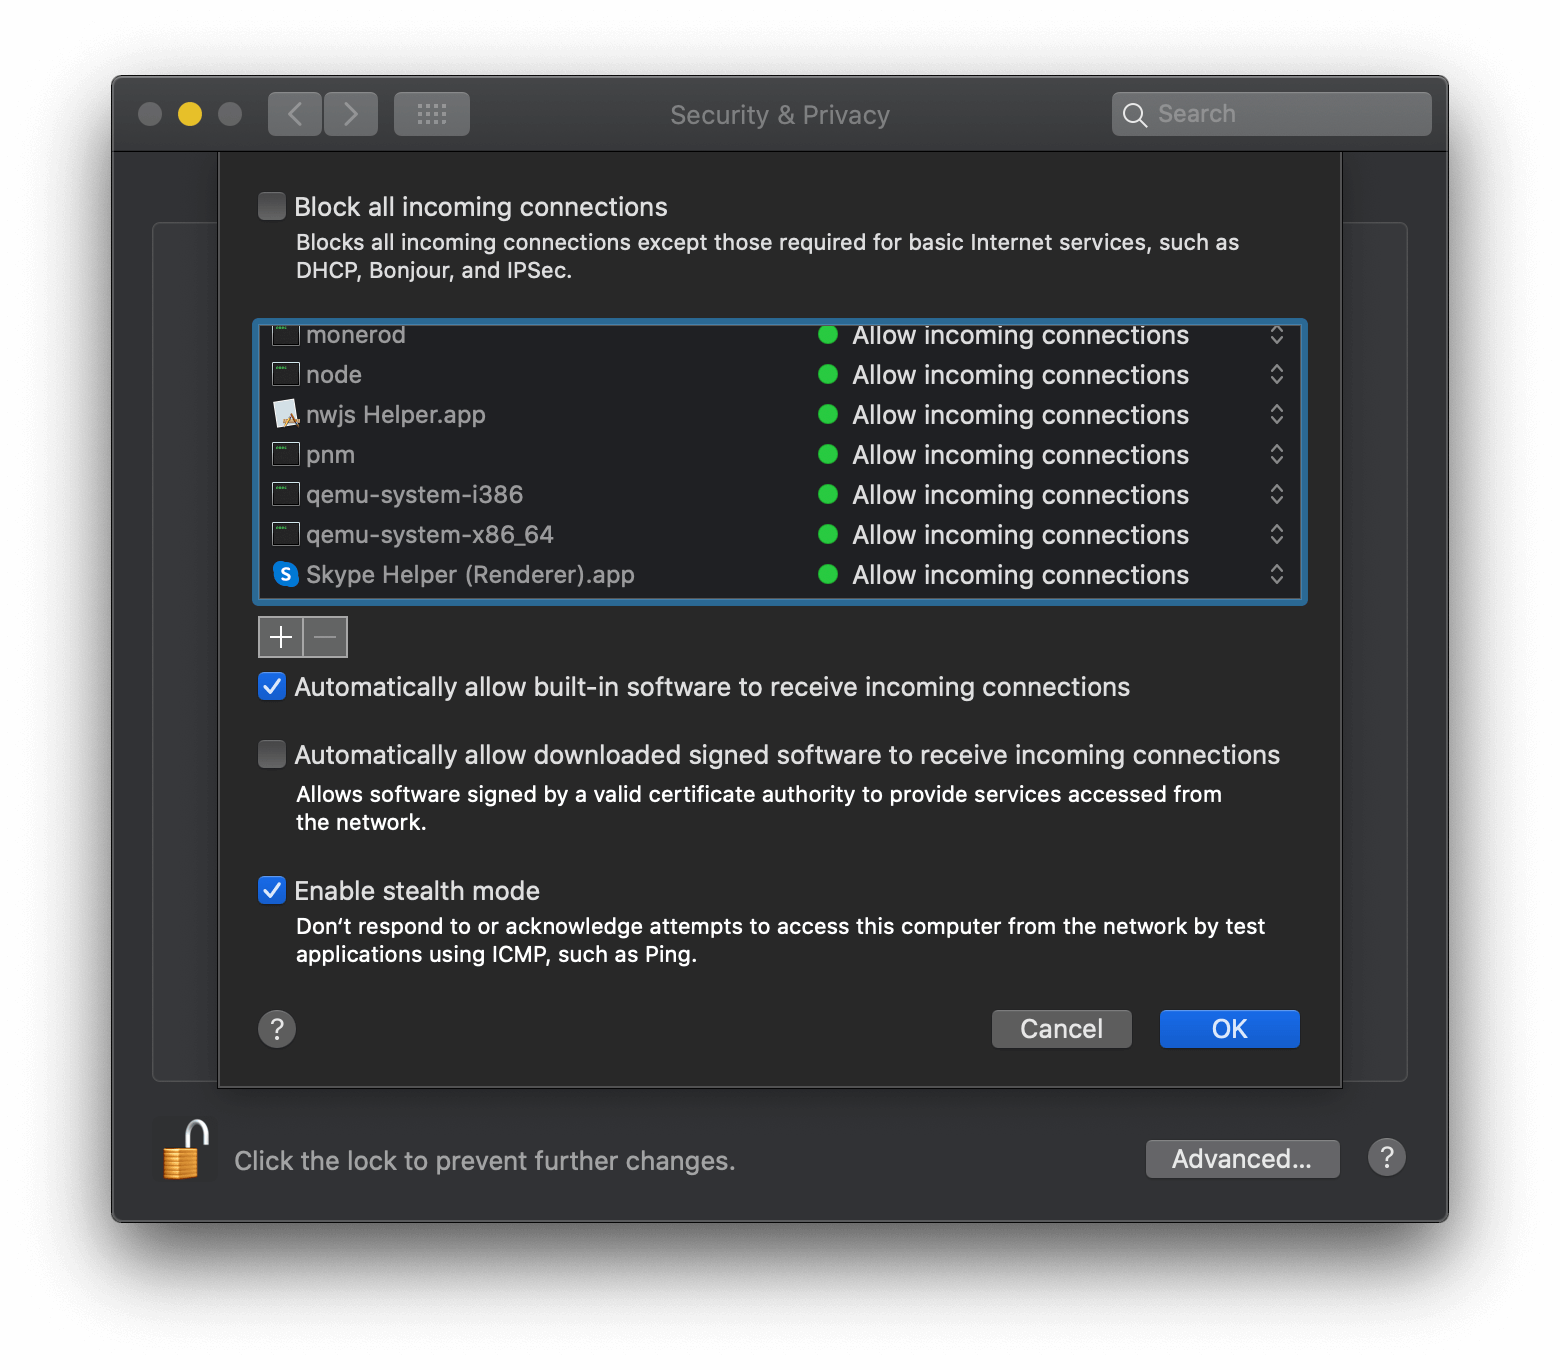 Security & Privacy
Search
Block all incoming connections
Blocks all incoming connections except those required for basic Internet services, such as
DHCP, Bonjour, and IPSec.
monerod Allow incoming connections
node Allow incoming connections
nwjs Helper.app Allow incoming connections
pnm Allow incoming connections
qemu-system-i386 Allow incoming connections
qemu-system-x86_64 Allow incoming connections
Skype Helper (Renderer).app Allow incoming connections
Automatically allow built-in software to receive incoming connections
Automatically allow downloaded signed software to receive incoming connections
Allows software signed by a valid certificate authority to provide services accessed from
the network.
Enable stealth mode
Don’t respond to or acknowledge attempts to access this computer from the network by test
applications using ICMP, such as Ping.
? Cancel OK
Click the lock to prevent further changes. Advanced... ?